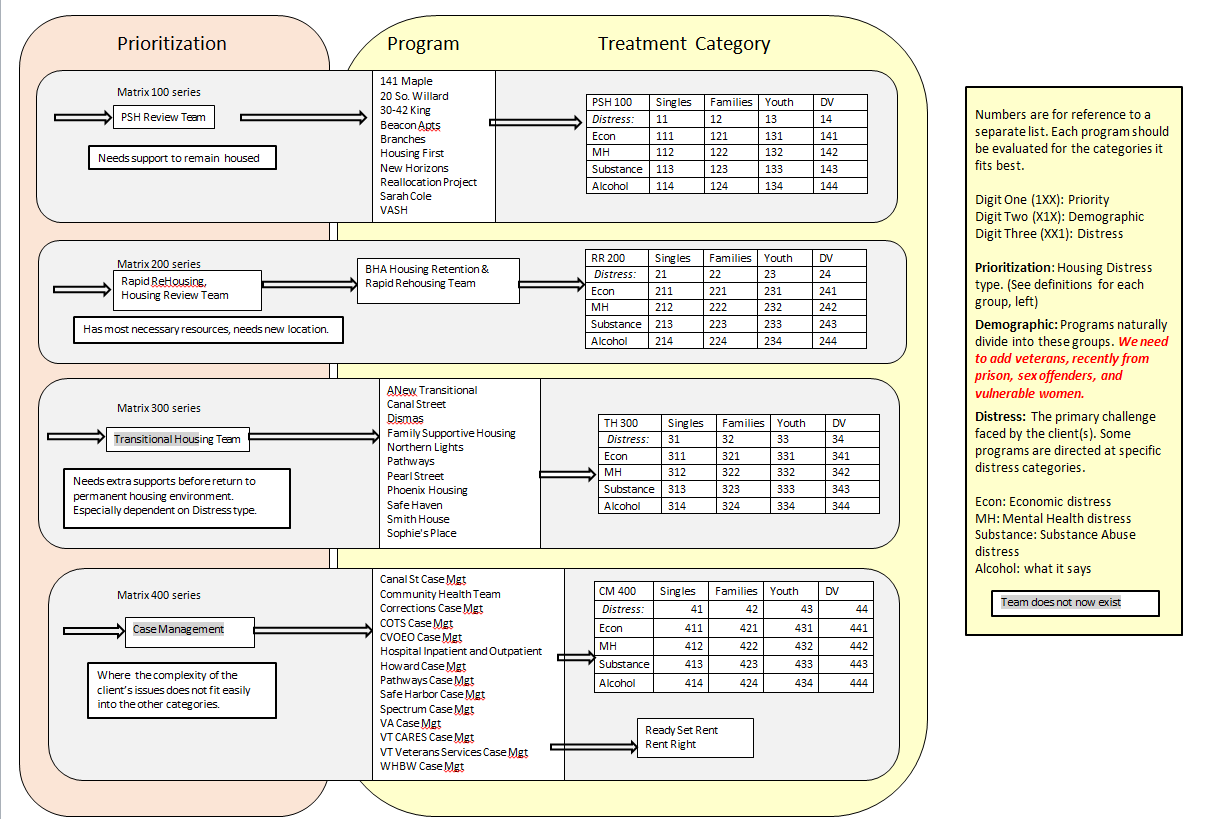 Prioritization
Program
Treatment Category
Matrix 100 series
PSH Review Team
Needs support to remain housed
141 Maple
20 So. Willard
30-42 King
Beacon Apts
Branches
Housing First
New Horizons
Reallocation Project
Sarah Cole
VASH
PSH 100 Singles Families Youth DV
Distress: 11 12 13 14
Econ 111 121 131 141
MH 112 122 132 142
Substance 113 123 133 143
Alcohol 114 124 134 144
Matrix 200 series
Rapid ReHousing,
Housing Review Team
Has most necessary resources, needs new location.
BHA Housing Retention &
Rapid Rehousing Team
RR 200 Singles Families Youth DV
Distress: 21 22 23 24
Econ 211 221 231 241
MH 212 222 232 242
Substance 213 223 233 243
Alcohol 214 224 234 244
Matrix 300 series
Transitional Housing Team
Needs extra supports before return to
permanent housing environment.
Especially dependent on Distress type.
ANew Transitional
Canal Street
Dismas
Family Supportive Housing
Northern Lights
Pathways
Pearl Street
Phoenix Housing
Safe Haven
Smith House
Sophie's Place
TH 300 Singles Families Youth DV
Distress: 31 32 33 34
Econ 311 321 331 341
MH 312 322 332 342
Substance 313 323 333 343
Alcohol 314 324 334 344
Matrix 400 series
Case Management
Where the complexity of the
client's issues does not fit easily
into the other categories.
Canal St Case Mgt
Community Health Team
Corrections Case Mgt
COTS Case Mgt
CVOEO Case Mgt
Hospital Inpatient and Outpatient
Howard Case Mgt
Pathways Case Mgt
Safe Harbor Case Mgt
Spectrum Case Mgt
VA Case Mgt
VT CARES Case Mgt
VT Veterans Services Case Mgt
WHBW Case Mgt
CM 400 Singles Families Youth DV
Distress: 41 42 43 44
Econ 411 421 431 441
MH 412 422 432 442
Substance 413 423 433 443
Alcohol 414 424 434 444
Ready Set Rent
Rent Right
Numbers are for reference to a
separate list. Each program should
be evaluated for the categories it
fits best.
Digit One (1XX): Priority
Digit Two (X1X): Demographic
Digit Three (XX1): Distress
Prioritization: Housing Distress
type. (See definitions for each
group, left)
Demographic: Programs naturally
divide into these groups. We need
to add veterans, recently from
prison, sex offenders, and
vulnerable women.
Distress: The primary challenge
faced by the client(s). Some
programs are directed at specific
distress categories.
Econ: Economic distress
MH: Mental Health distress
Substance: Substance Abuse
distress
Alcohol: what it says
Team does not now exist